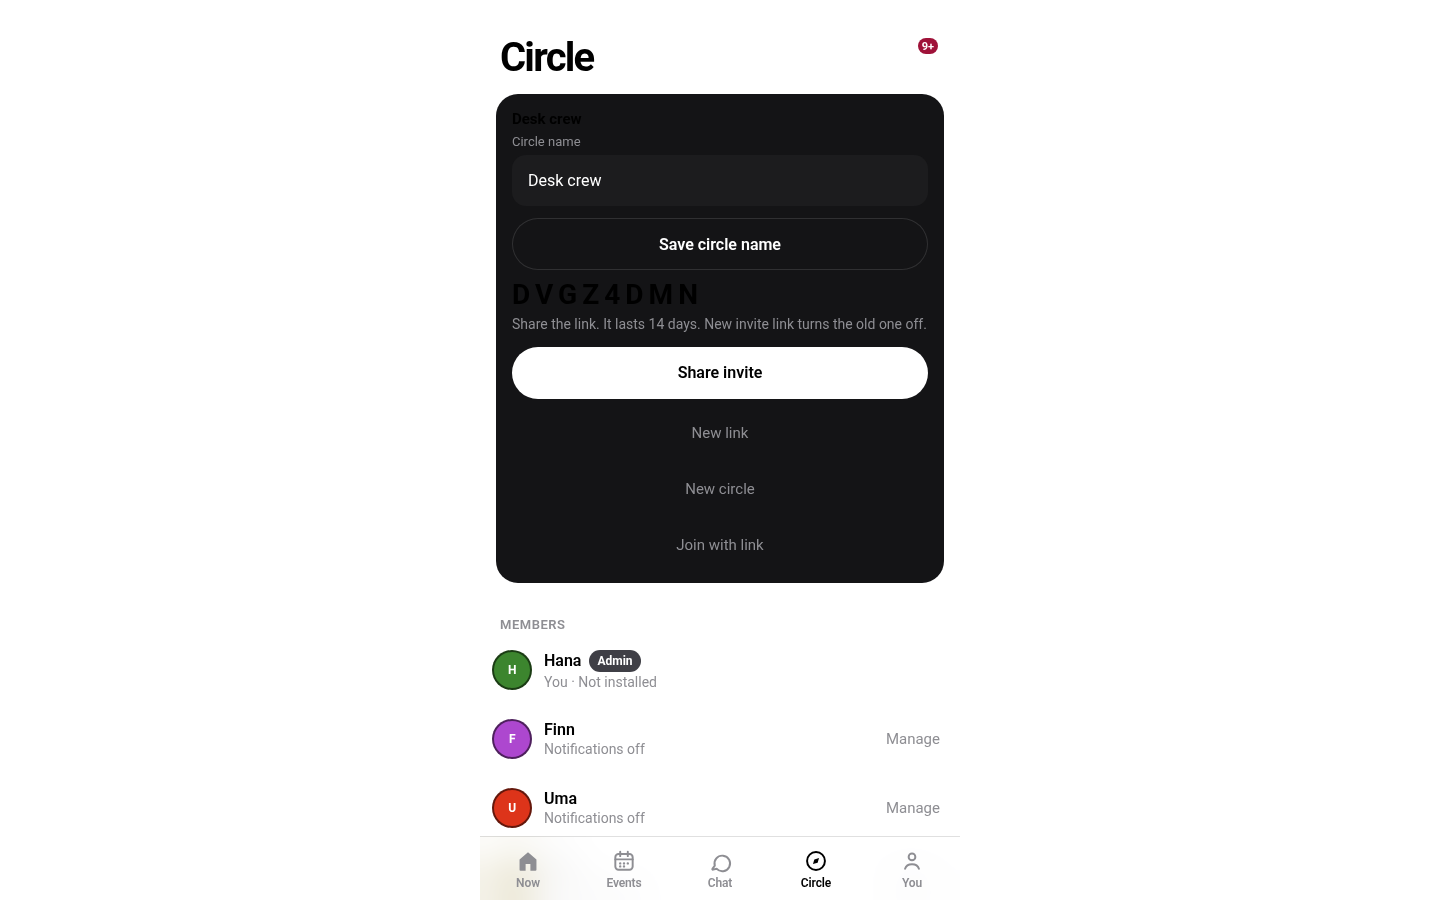 Circle
9+
Desk crew
Circle name
Desk crew
Save circle name
DVGZ4DMN
Share the link. It lasts 14 days. New invite link turns the old one off.
Share invite
New link
New circle
Join with link
MEMBERS
H
Hana Admin
You · Not installed
F
Finn
Notifications off
Manage
U
Uma
Notifications off
Manage
Now Events Chat Circle You